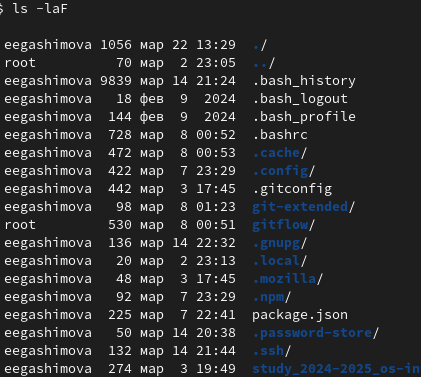 $ ls -laF
eegashimova 1056 мар 22 13:29 ./
root 70 мар 2 23:05 ../
eegashimova 9839 мар 14 21:24 .bash_history
eegashimova 18 фев 9 2024 .bash_logout
eegashimova 144 фев 9 2024 .bash_profile
eegashimova 728 мар 8 00:52 .bashrc
eegashimova 472 мар 8 00:53 .cache/
eegashimova 422 мар 7 23:29 .config/
eegashimova 442 мар 3 17:45 .gitconfig
eegashimova 98 мар 8 01:23 git-extended/
root 530 мар 8 00:51 gitflow/
eegashimova 136 мар 14 22:32 .gnupg/
eegashimova 20 мар 2 23:13 .local/
eegashimova 48 мар 3 17:45 .mozilla/
eegashimova 92 мар 7 23:29 .npm/
eegashimova 225 мар 7 22:41 package.json
eegashimova 50 мар 14 20:38 .password-store/
eegashimova 132 мар 14 21:44 .ssh/
eegashimova 274 мар 3 19:49 study_2024-2025_os-in